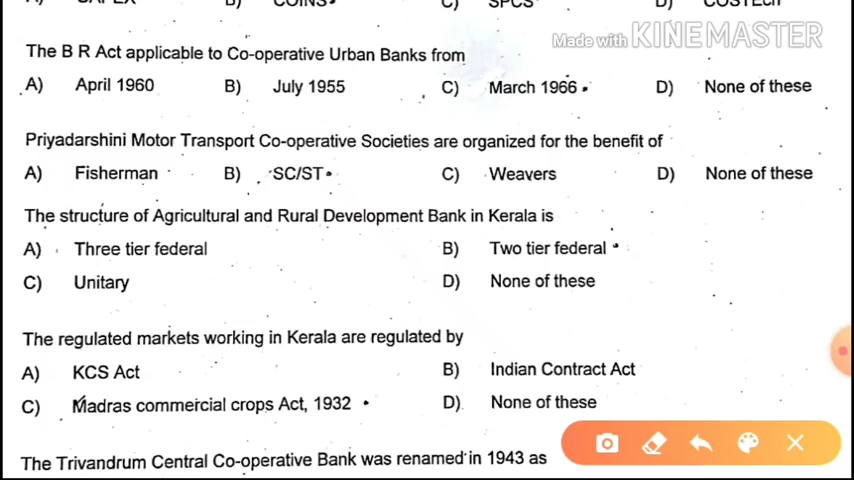 B) COINS C) SPCS D)
Made with KINEMASTER
The B R Act applicable to Co-operative Urban Banks from
A) April 1960 B) July 1955 C) March 1966 D) None of these
Priyadarshini Motor Transport Co-operative Societies are organized for the benefit of
A) Fisherman B) SC/ST C) Weavers D) None of these
The structure of Agricultural and Rural Development Bank in Kerala is
A) Three tier federal B) Two tier federal
C) Unitary D) None of these
The regulated markets working in Kerala are regulated by
A) KCS Act B) Indian Contract Act
C) Madras commercial crops Act, 1932 D) None of these
The Trivandrum Central Co-operative Bank was renamed in 1943 as